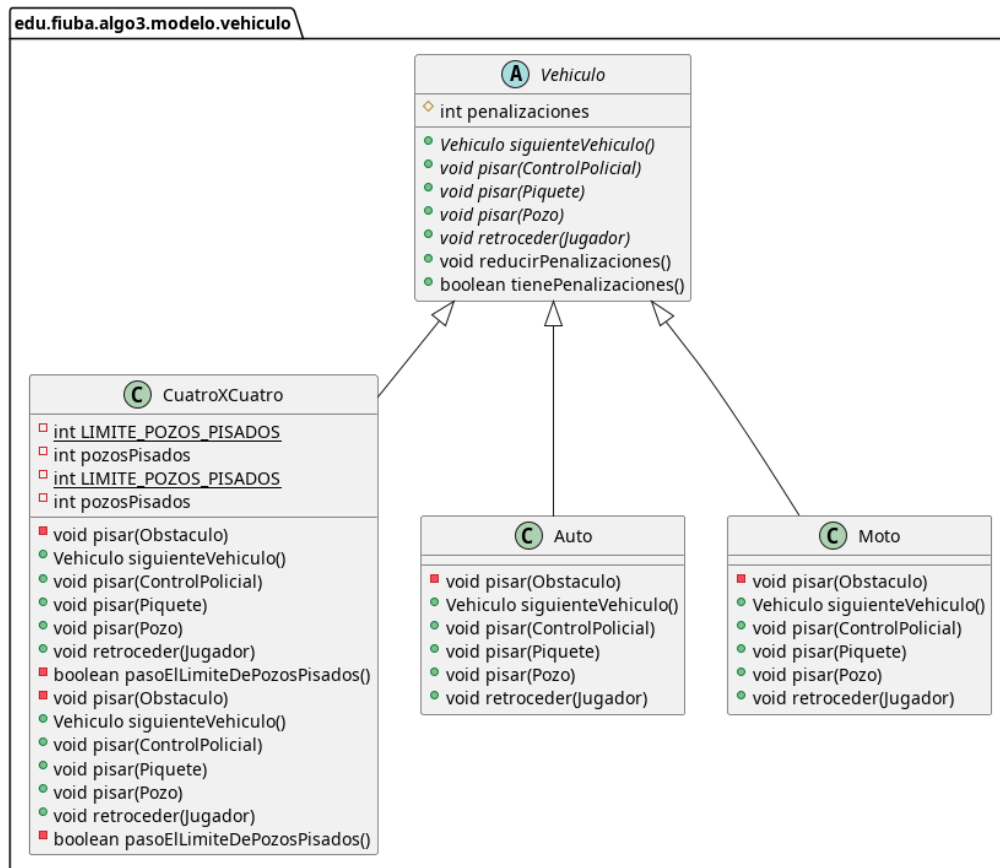 edu.fiuba.algo3.modelo.vehiculo
A Vehiculo
int penalizaciones
Vehiculo siguienteVehiculo()
void pisar(ControlPolicial)
void pisar(Piquete)
void pisar(Pozo)
void retroceder(Jugador)
void reducirPenalizaciones()
boolean tienePenalizaciones()
C CuatroXCuatro
int LIMITE_POZOS_PISADOS
int pozosPisados
int LIMITE_POZOS_PISADOS
int pozosPisados
void pisar(Obstaculo)
Vehiculo siguienteVehiculo()
void pisar(ControlPolicial)
void pisar(Piquete)
void pisar(Pozo)
void retroceder(Jugador)
boolean pasoElLimiteDePozosPisados()
void pisar(Obstaculo)
Vehiculo siguienteVehiculo()
void pisar(ControlPolicial)
void pisar(Piquete)
void pisar(Pozo)
void retroceder(Jugador)
boolean pasoElLimiteDePozosPisados()
C Auto
void pisar(Obstaculo)
Vehiculo siguienteVehiculo()
void pisar(ControlPolicial)
void pisar(Piquete)
void pisar(Pozo)
void retroceder(Jugador)
C Moto
void pisar(Obstaculo)
Vehiculo siguienteVehiculo()
void pisar(ControlPolicial)
void pisar(Piquete)
void pisar(Pozo)
void retroceder(Jugador)